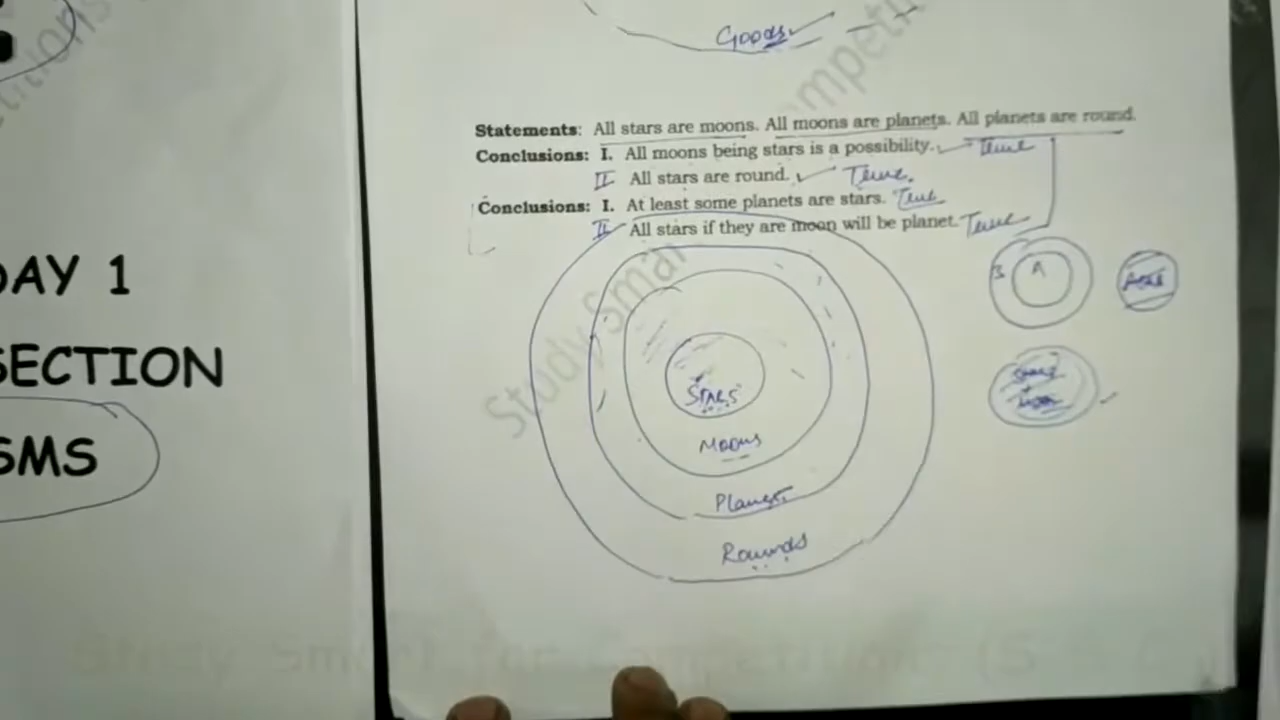 Goods
Statements: All stars are moons. All moons are planets. All planets are round.
Conclusions: I. All moons being stars is a possibility. True
II All stars are round. True.
Conclusions: I. At least some planets are stars. True
II All stars if they are moon will be planet. True
B A
STARS
Moons
Planets
Rounds
DAY 1
SECTION
SMS
Study Smart